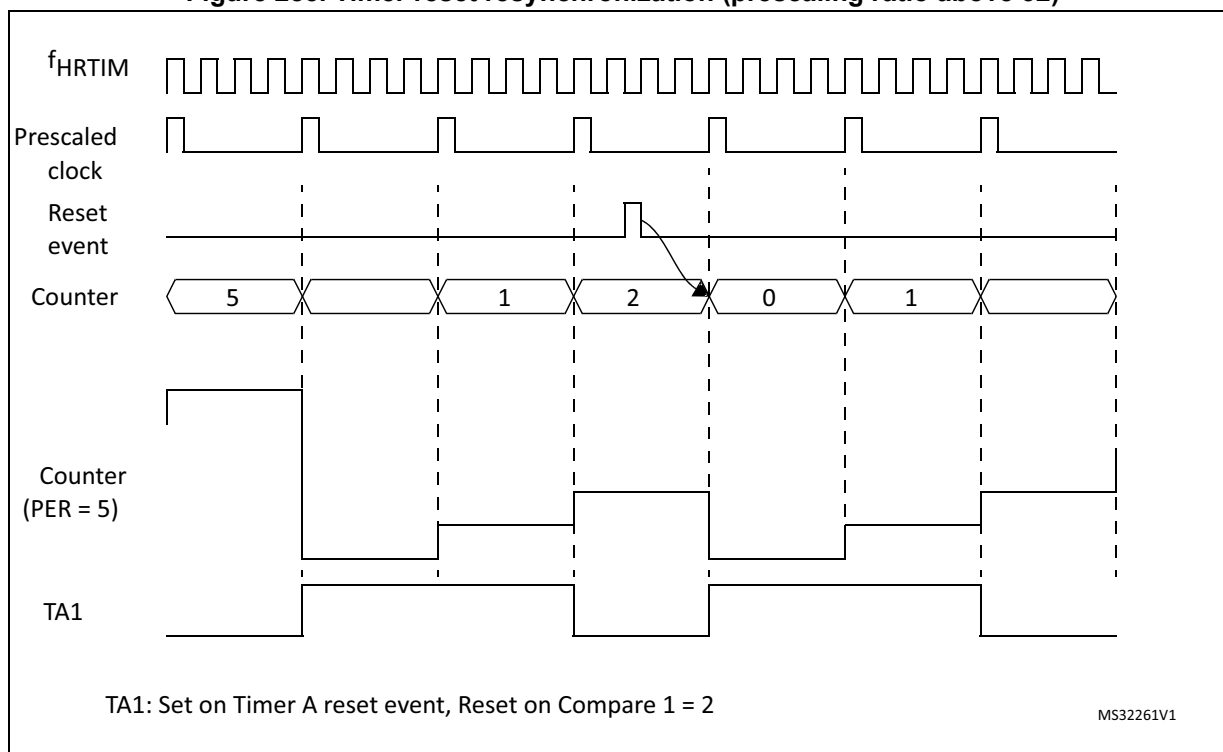 fHRTIM
Prescaled
clock
Reset
event
Counter 5 1 2 0 1
Counter
(PER = 5)
TA1
TA1: Set on Timer A reset event, Reset on Compare 1 = 2
MS32261V1